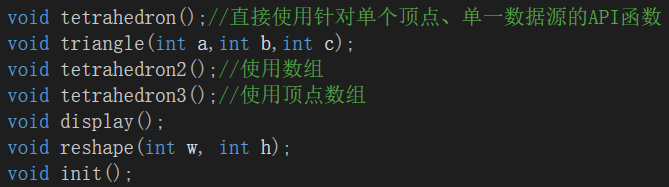 void tetrahedron();//直接使用针对单个顶点、单一数据源的API函数
void triangle(int a,int b,int c);
void tetrahedron2();//使用数组
void tetrahedron3();//使用顶点数组
void display();
void reshape(int w, int h);
void init();